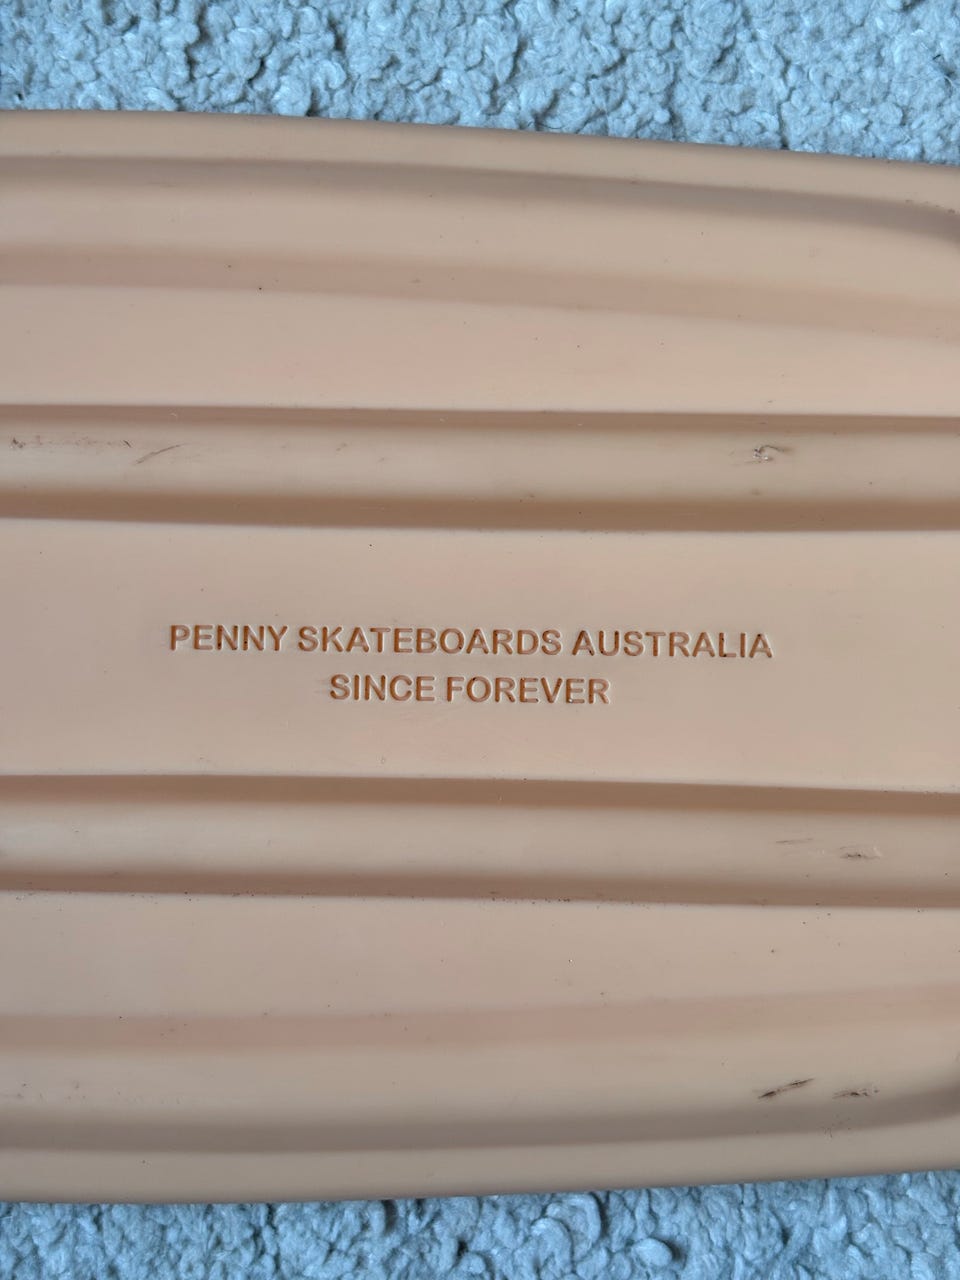 PENNY SKATEBOARDS AUSTRALIA
SINCE FOREVER